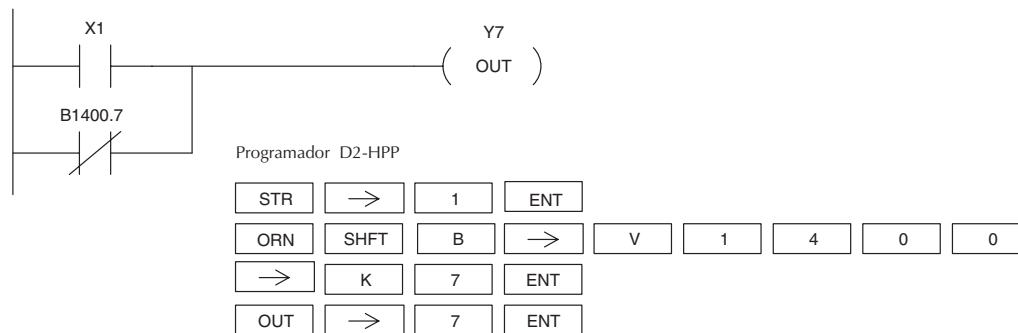 X1
Y7
OUT
B1400.7
Programador D2-HPP
STR → 1 ENT
ORN SHFT B → V 1 4 0 0
→ K 7 ENT
OUT → 7 ENT